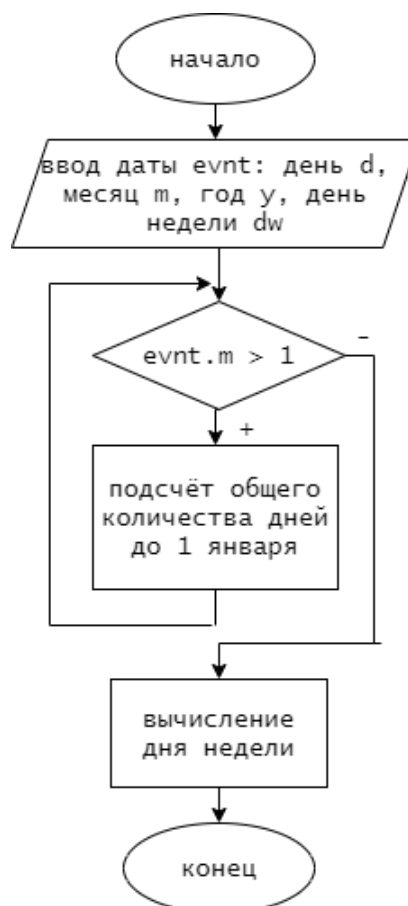 начало
ввод даты evnt: день d,
месяц m, год y, день
недели dw
-
evnt.m > 1
+
подсчёт общего
количества дней
до 1 января
вычисление
дня недели
конец